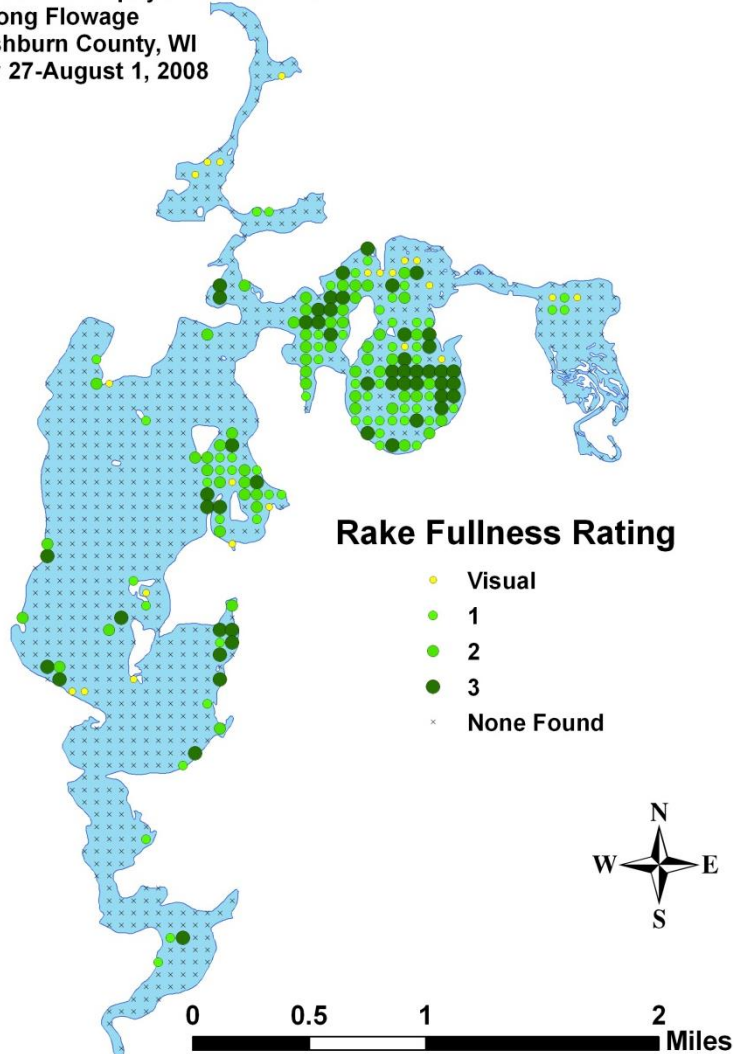 ong Flowage
hburn County, WI
27-August 1, 2008
Rake Fullness Rating
Visual
1
2
3
None Found
N
W E
S
0 0.5 1 2
Miles